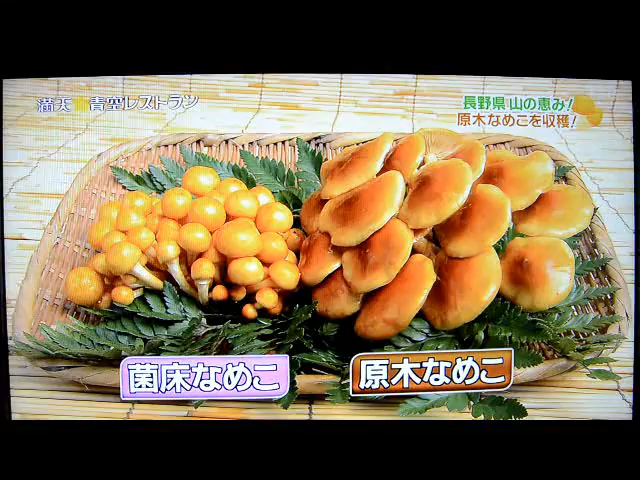 満天★青空レストラン
長野県 山の恵み!
原木なめこを収穫!
菌床なめこ
原木なめこ